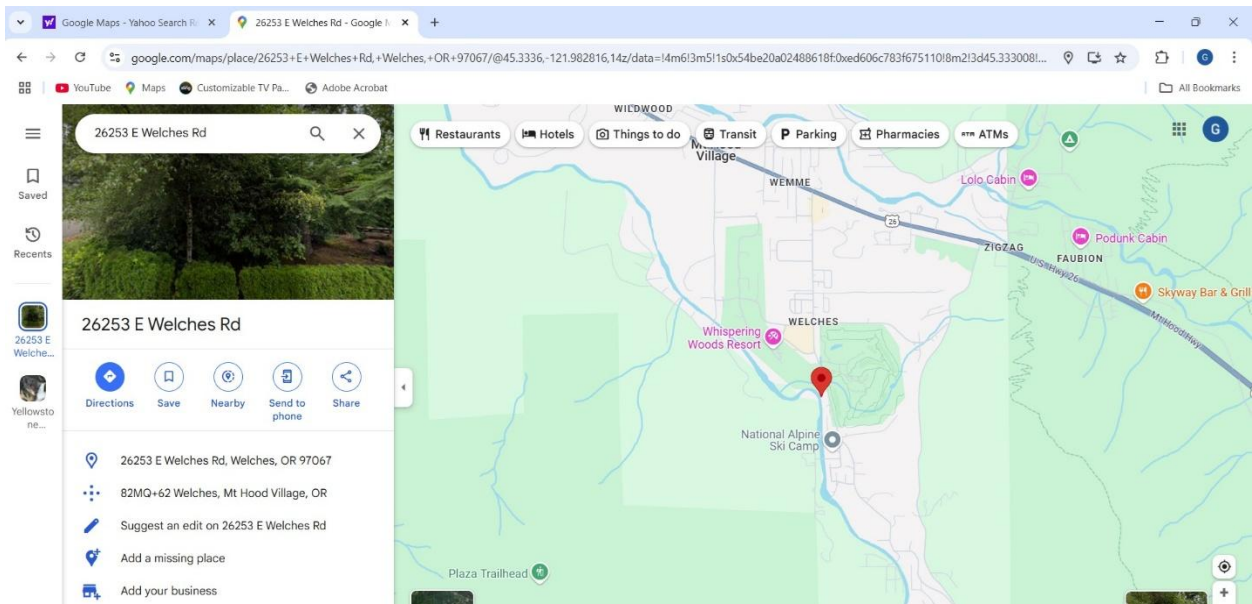 Google Maps - Yahoo Search R
26253 E Welches Rd - Google M
google.com/maps/place/26253+E+Welches+Rd,+Welches,+OR+97067/@45.3336,-121.982816,14z/data=!4m6!3m5!1s0x54be20a02488618f:0xed606c783f675110!8m2!3d45.333008!...
YouTube
Maps
Customizable TV Pa...
Adobe Acrobat
All Bookmarks
26253 E Welches Rd
Restaurants
Hotels
Things to do
Transit
Parking
Pharmacies
ATMs
G
Saved
Recents
26253 E
Welche...
Yellowsto
ne...
26253 E Welches Rd
Directions
Save
Nearby
Send to
phone
Share
26253 E Welches Rd, Welches, OR 97067
82MQ+62 Welches, Mt Hood Village, OR
Suggest an edit on 26253 E Welches Rd
Add a missing place
Add your business
WILDWOOD
Village
WEMME
Lolo Cabin
26
ZIGZAG
Podunk Cabin
FAUBION
U.S. Hwy 26
Skyway Bar & Grill
Mt Hood Hwy
WELCHES
Whispering
Woods Resort
National Alpine
Ski Camp
Plaza Trailhead